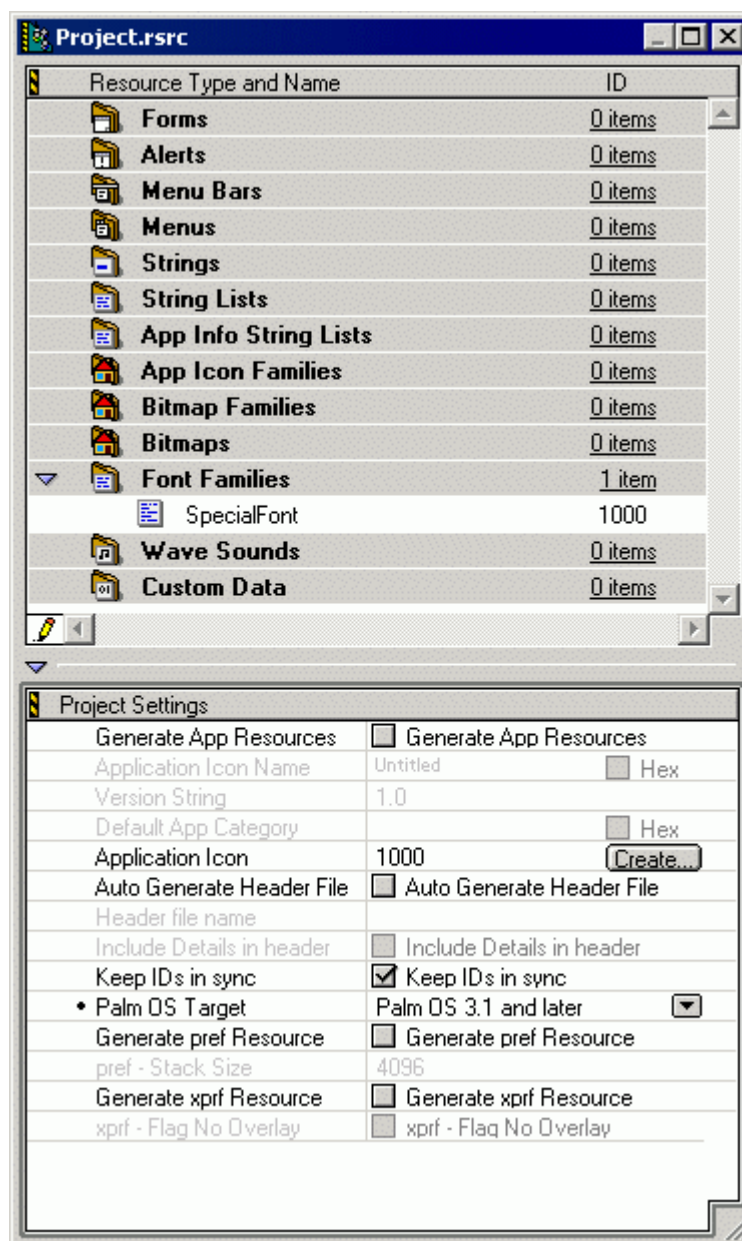 Project.rsrc
Resource Type and Name ID
Forms 0 items
Alerts 0 items
Menu Bars 0 items
Menus 0 items
Strings 0 items
String Lists 0 items
App Info String Lists 0 items
App Icon Families 0 items
Bitmap Families 0 items
Bitmaps 0 items
Font Families 1 item
SpecialFont 1000
Wave Sounds 0 items
Custom Data 0 items
Project Settings
Generate App Resources Generate App Resources
Application Icon Name Untitled Hex
Version String 1.0
Default App Category Hex
Application Icon 1000 Create...
Auto Generate Header File Auto Generate Header File
Header file name
Include Details in header Include Details in header
Keep IDs in sync Keep IDs in sync
• Palm OS Target Palm OS 3.1 and later
Generate pref Resource Generate pref Resource
pref - Stack Size 4096
Generate xprf Resource Generate xprf Resource
xprf - Flag No Overlay xprf - Flag No Overlay